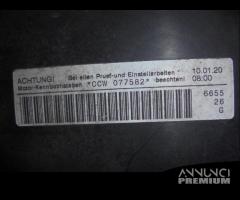 ACHTUNG! Bei allen Pruef-und Einstellarbeiten 10.01.20
Motor-Kennbuchstaben *CCW 077582* beachten! 08:00
6655
26
G
ANNUNCI
PREMIUM